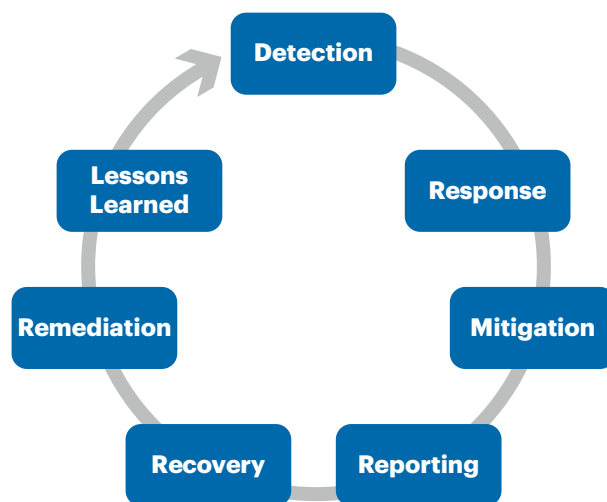 Detection
Response
Mitigation
Reporting
Recovery
Remediation
Lessons
Learned